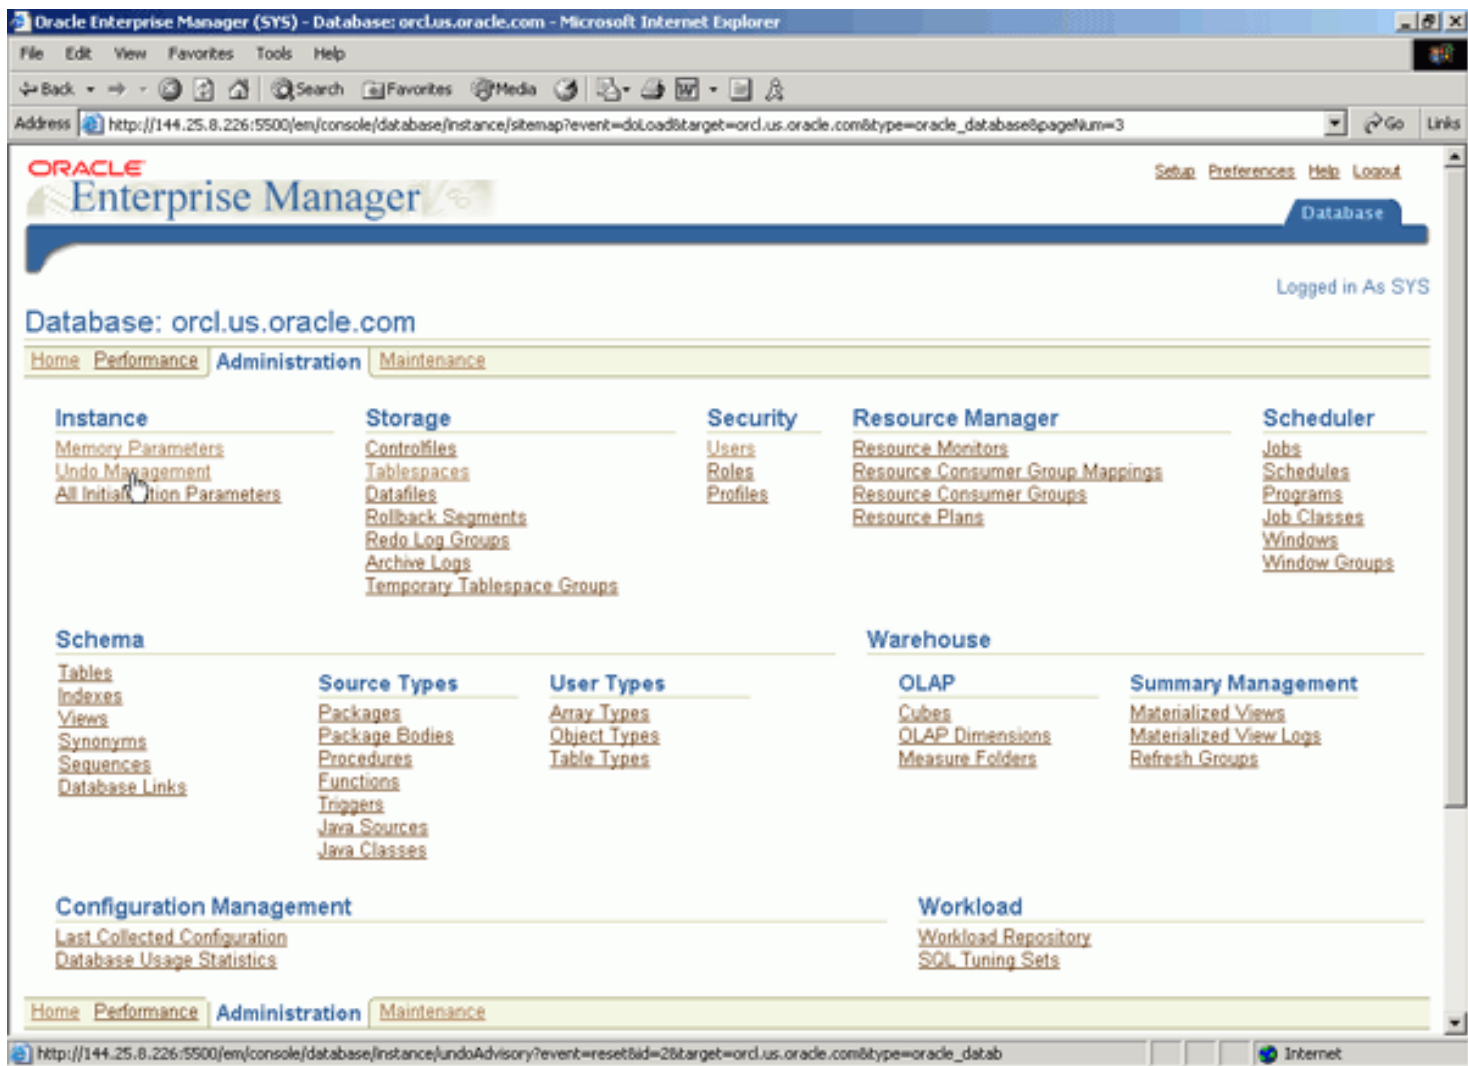 Oracle Enterprise Manager (SYS) - Database: orcl.us.oracle.com - Microsoft Internet Explorer
File Edit View Favorites Tools Help
Back Search Favorites Media
Address http://144.25.8.226:5500/em/console/database/instance/sitemap?event=doLoad&target=orcl.us.oracle.com&type=oracle_database&pageNum=3 Go Links
ORACLE
Enterprise Manager
Setup Preferences Help Logout
Database
Logged in As SYS
Database: orcl.us.oracle.com
Home Performance Administration Maintenance
Instance
Memory Parameters
Undo Management
All Initialization Parameters
Storage
Controlfiles
Tablespaces
Datafiles
Rollback Segments
Redo Log Groups
Archive Logs
Temporary Tablespace Groups
Security
Users
Roles
Profiles
Resource Manager
Resource Monitors
Resource Consumer Group Mappings
Resource Consumer Groups
Resource Plans
Scheduler
Jobs
Schedules
Programs
Job Classes
Windows
Window Groups
Schema
Tables
Indexes
Views
Synonyms
Sequences
Database Links
Source Types
Packages
Package Bodies
Procedures
Functions
Triggers
Java Sources
Java Classes
User Types
Array Types
Object Types
Table Types
Warehouse
OLAP
Cubes
OLAP Dimensions
Measure Folders
Summary Management
Materialized Views
Materialized View Logs
Refresh Groups
Configuration Management
Last Collected Configuration
Database Usage Statistics
Workload
Workload Repository
SQL Tuning Sets
Home Performance Administration Maintenance
http://144.25.8.226:5500/em/console/database/instance/undoAdvisory?event=reset&id=2&target=orcl.us.oracle.com&type=oracle_datab Internet